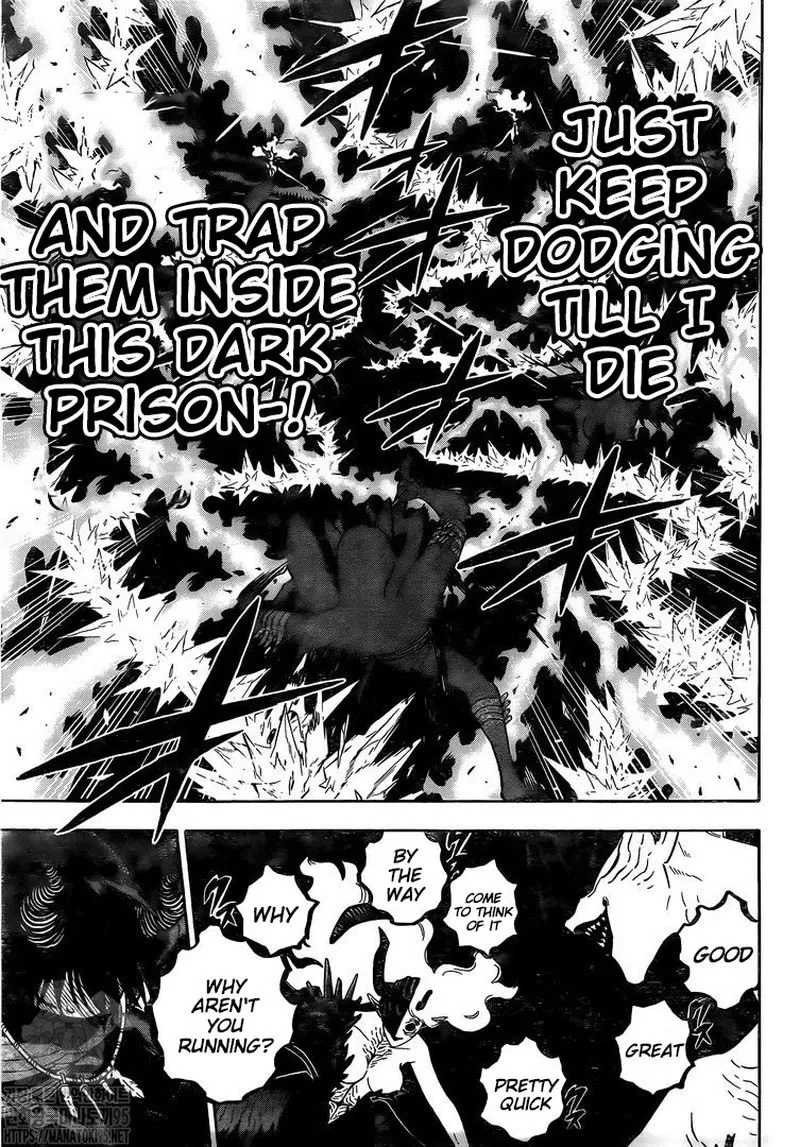 JUST
KEEP
DODGING
TILL I
DIE
AND TRAP
THEM INSIDE
THIS DARK
PRISON-!
GOOD
GREAT
COME
TO THINK
OF IT
PRETTY
QUICK
BY
THE
WAY
WHY
WHY
AREN'T
YOU
RUNNING?
HTTPS://MANATOKI95.NET